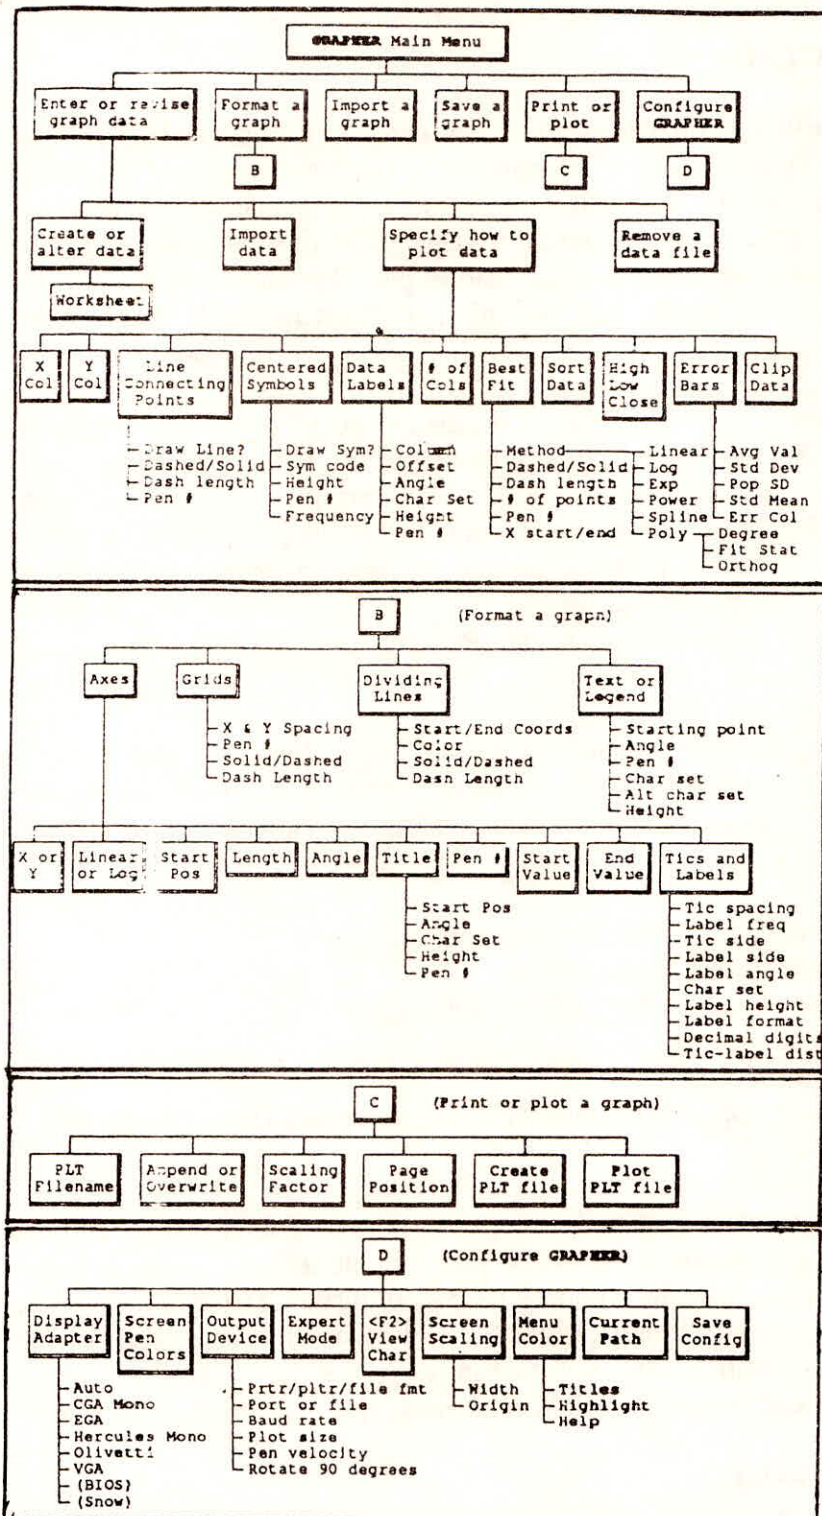 GRAPHER Main Menu
Enter or revise graph data
Format a graph
Import a graph
Save a graph
Print or plot
Configure GRAPHER
B
C
D
Create or alter data
Import data
Specify how to plot data
Remove a data file
Worksheet
X Col
Y Col
Line Connecting Points
Centered Symbols
Data Labels
# of Cols
Best Fit
Sort Data
High Low Close
Error Bars
Clip Data
Draw Line?
Dashed/Solid
Dash length
Pen #
Draw Sym?
Sym code
Height
Pen #
Frequency
Column
Offset
Angle
Char Set
Height
Pen #
Method
Dashed/Solid
Dash length
# of points
Pen #
X start/end
Linear
Log
Exp
Power
Spline
Poly
Degree
Fit Stat
Orthog
Avg Val
Std Dev
Pop SD
Std Mean
Err Col
B (Format a graph)
Axes
Grids
Dividing Lines
Text or Legend
X & Y Spacing
Pen #
Solid/Dashed
Dash Length
Start/End Coords
Color
Solid/Dashed
Dash Length
Starting point
Angle
Pen #
Char set
Alt char set
Height
X or Y
Linear or Log
Start Pos
Length
Angle
Title
Pen #
Start Value
End Value
Tics and Labels
Start Pos
Angle
Char Set
Height
Pen #
Tic spacing
Label freq
Tic side
Label side
Label angle
Char set
Label height
Label format
Decimal digits
Tic-label dist
C (Print or plot a graph)
PLT Filename
Append or Overwrite
Scaling Factor
Page Position
Create PLT file
Plot PLT file
D (Configure GRAPHER)
Display Adapter
Screen Pen Colors
Output Device
Expert Mode
<F2> View Char
Screen Scaling
Menu Color
Current Path
Save Config
Auto
CGA Mono
EGA
Hercules Mono
Olivetti
VGA
(BIOS)
(Snow)
Prtr/pltr/file fmt
Port or file
Baud rate
Plot size
Pen velocity
Rotate 90 degrees
Width
Origin
Titles
Highlight
Help